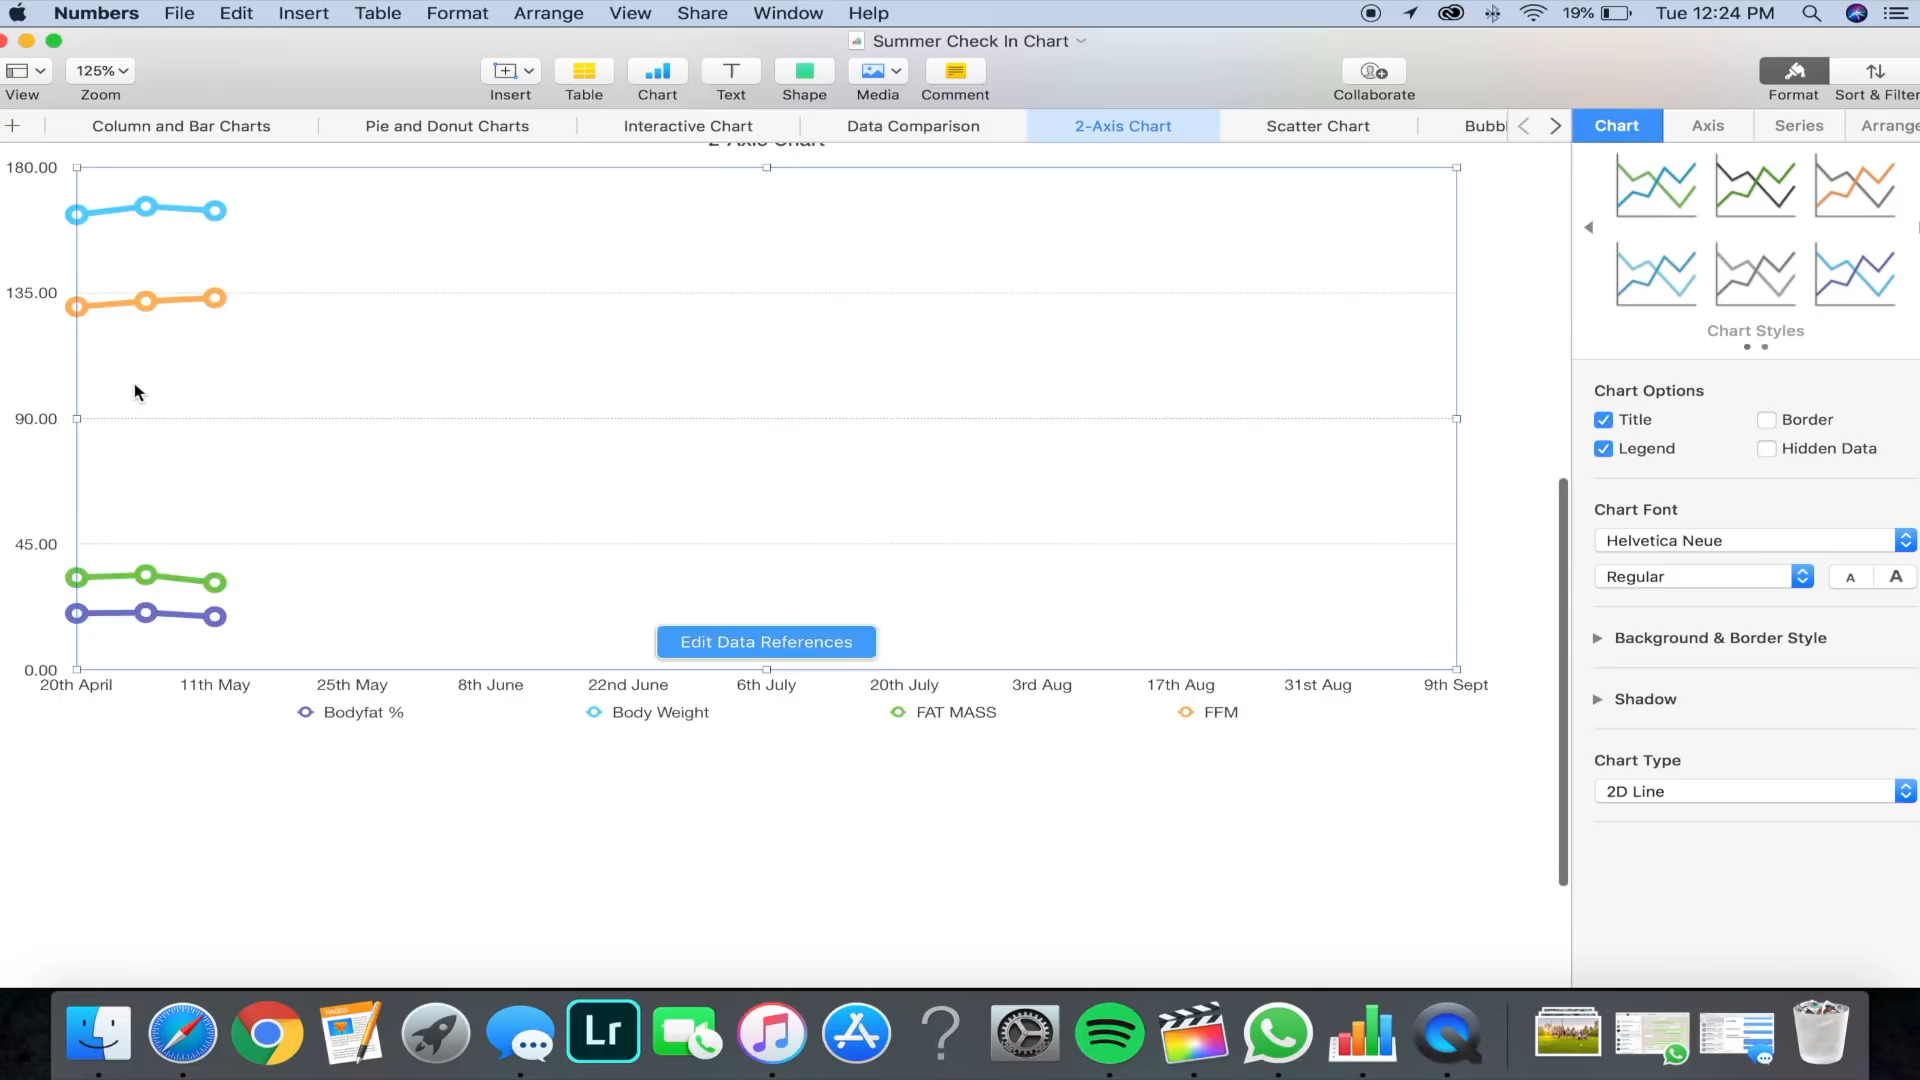 Numbers File Edit Insert Table Format Arrange View Share Window Help 19% Tue 12:24 PM
Summer Check In Chart
125%
View Zoom Insert Table Chart Text Shape Media Comment Collaborate Format Sort & Filter
Column and Bar Charts Pie and Donut Charts Interactive Chart Data Comparison 2-Axis Chart Scatter Chart Bubb Chart Axis Series Arrange
2-Axis Chart
180.00
135.00
90.00
45.00
0.00
Edit Data References
20th April 11th May 25th May 8th June 22nd June 6th July 20th July 3rd Aug 17th Aug 31st Aug 9th Sept
Bodyfat % Body Weight FAT MASS FFM
Chart Styles
Chart Options
Title Border
Legend Hidden Data
Chart Font
Helvetica Neue
Regular A A
Background & Border Style
Shadow
Chart Type
2D Line
PAGES
Lr